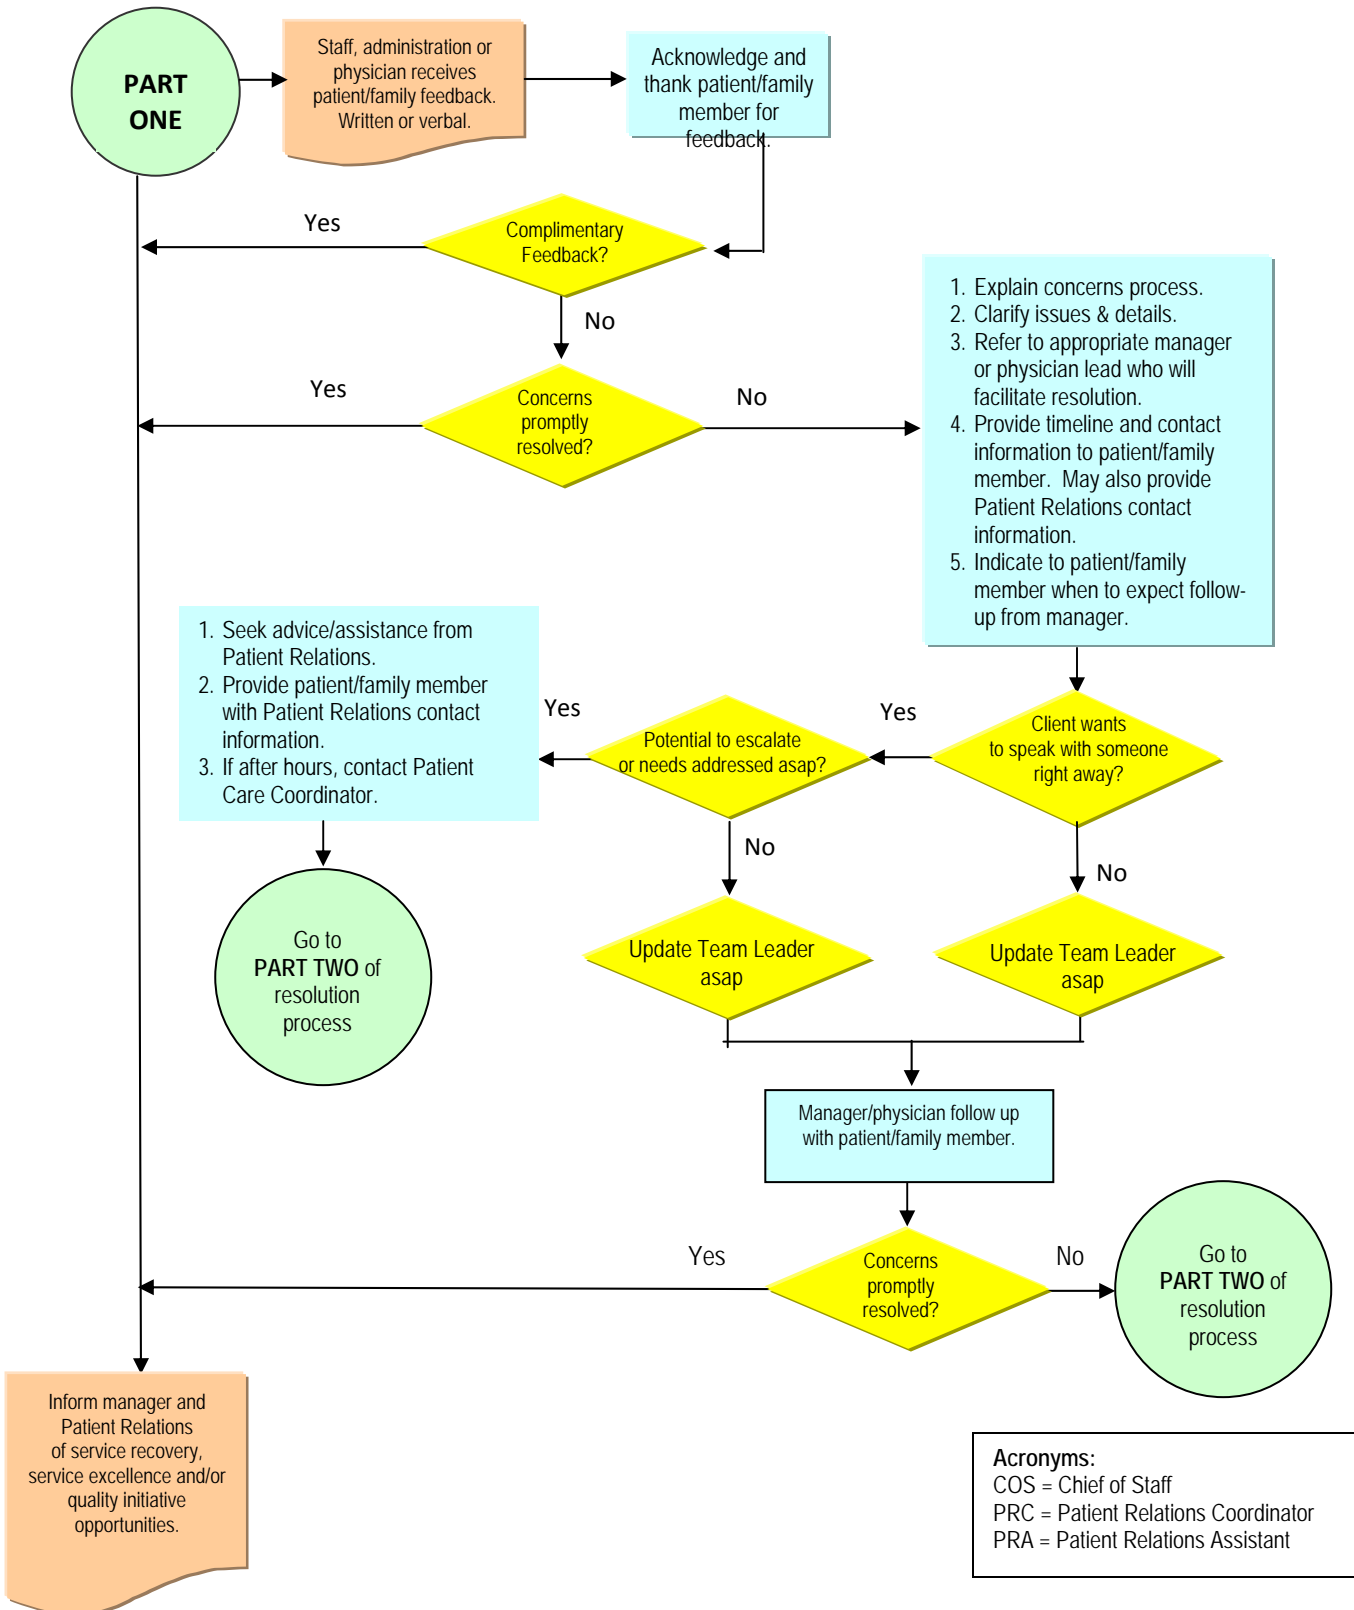 PART
ONE
Staff, administration or
physician receives
patient/family feedback.
Written or verbal.
Acknowledge and
thank patient/family
member for
feedback.
Yes
Complimentary
Feedback?
No
Yes
Concerns
promptly
resolved?
No
1. Explain concerns process.
2. Clarify issues & details.
3. Refer to appropriate manager
or physician lead who will
facilitate resolution.
4. Provide timeline and contact
information to patient/family
member. May also provide
Patient Relations contact
information.
5. Indicate to patient/family
member when to expect follow-
up from manager.
1. Seek advice/assistance from
Patient Relations.
2. Provide patient/family member
with Patient Relations contact
information.
3. If after hours, contact Patient
Care Coordinator.
Yes
Potential to escalate
or needs addressed asap?
Yes
Client wants
to speak with someone
right away?
No
No
Go to
PART TWO of
resolution
process
Update Team Leader
asap
Update Team Leader
asap
Manager/physician follow up
with patient/family member.
Yes
Concerns
promptly
resolved?
No
Go to
PART TWO of
resolution
process
Inform manager and
Patient Relations
of service recovery,
service excellence and/or
quality initiative
opportunities.
Acronyms:
COS = Chief of Staff
PRC = Patient Relations Coordinator
PRA = Patient Relations Assistant